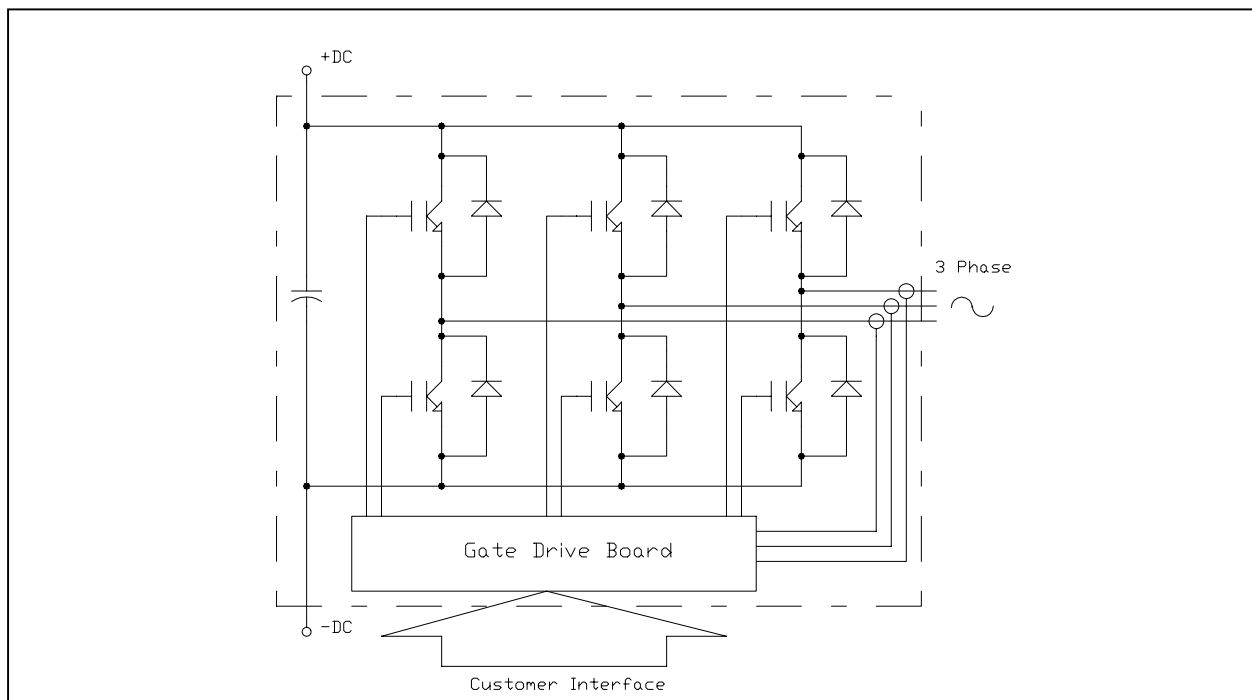 +DC
3 Phase
Gate Drive Board
-DC
Customer Interface